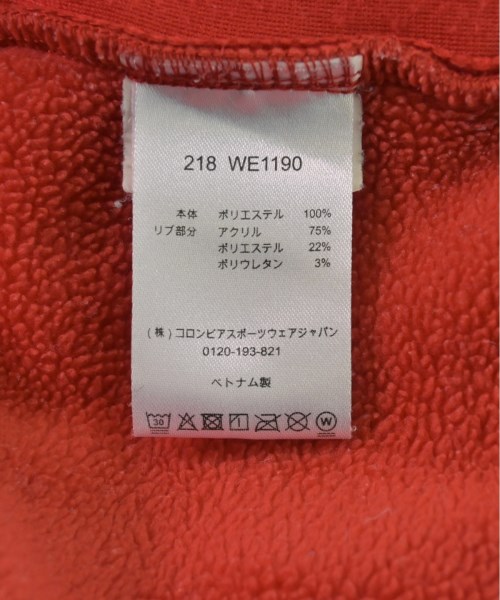 218 WE1190
本体 ポリエステル 100%
リブ部分 アクリル 75%
ポリエステル 22%
ポリウレタン 3%
(株)コロンビアスポーツウェアジャパン
0120-193-821
ベトナム製
30 1 W